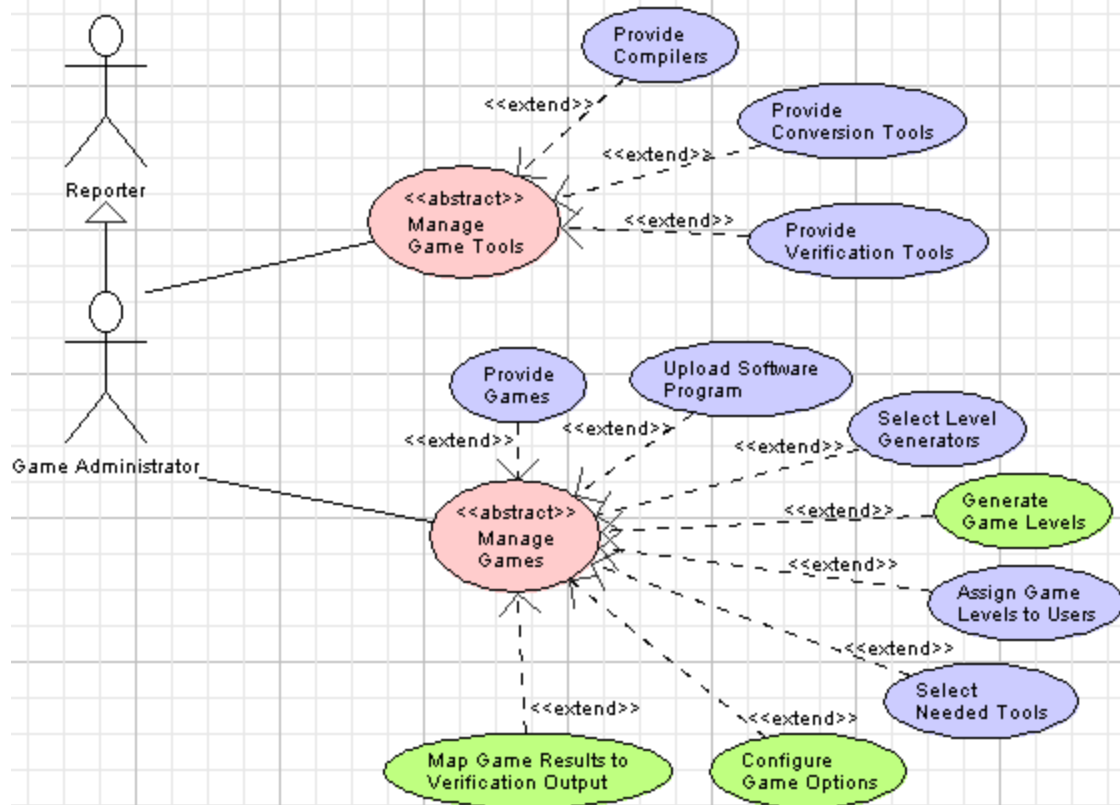 Provide
Compilers
<<extend>>
Provide
Conversion Tools
<<extend>>
Reporter
<<abstract>>
Manage
Game Tools
<<extend>>
Provide
Verification Tools
Provide
Games
Upload Software
Program
<<extend>>
<<extend>>
Select Level
Generators
<<extend>>
Game Administrator
<<abstract>>
Manage
Games
<<extend>>
Generate
Game Levels
<<extend>>
Assign Game
Levels to Users
<<extend>>
Select
Needed Tools
<<extend>>
<<extend>>
Map Game Results to
Verification Output
Configure
Game Options